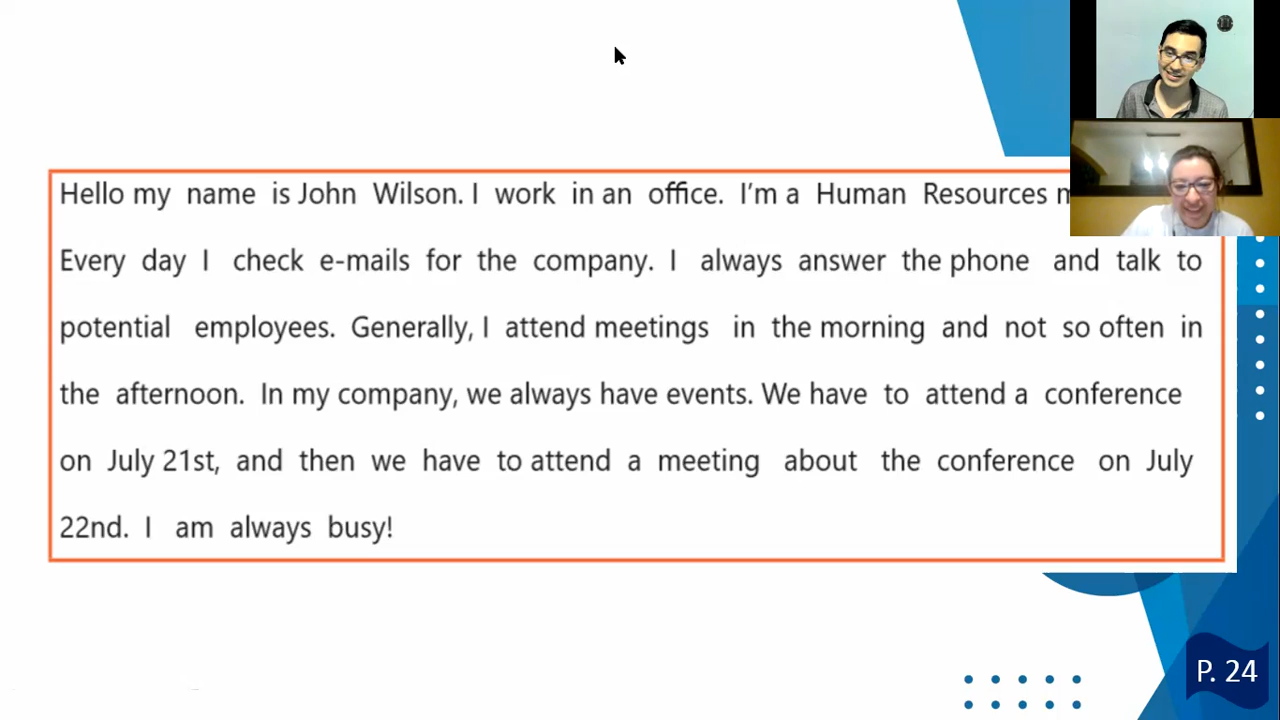 Hello my name is John Wilson. I work in an office. I'm a Human Resources
Every day I check e-mails for the company. I always answer the phone and talk to
potential employees. Generally, I attend meetings in the morning and not so often in
the afternoon. In my company, we always have events. We have to attend a conference
on July 21st, and then we have to attend a meeting about the conference on July
22nd. I am always busy!
P. 24